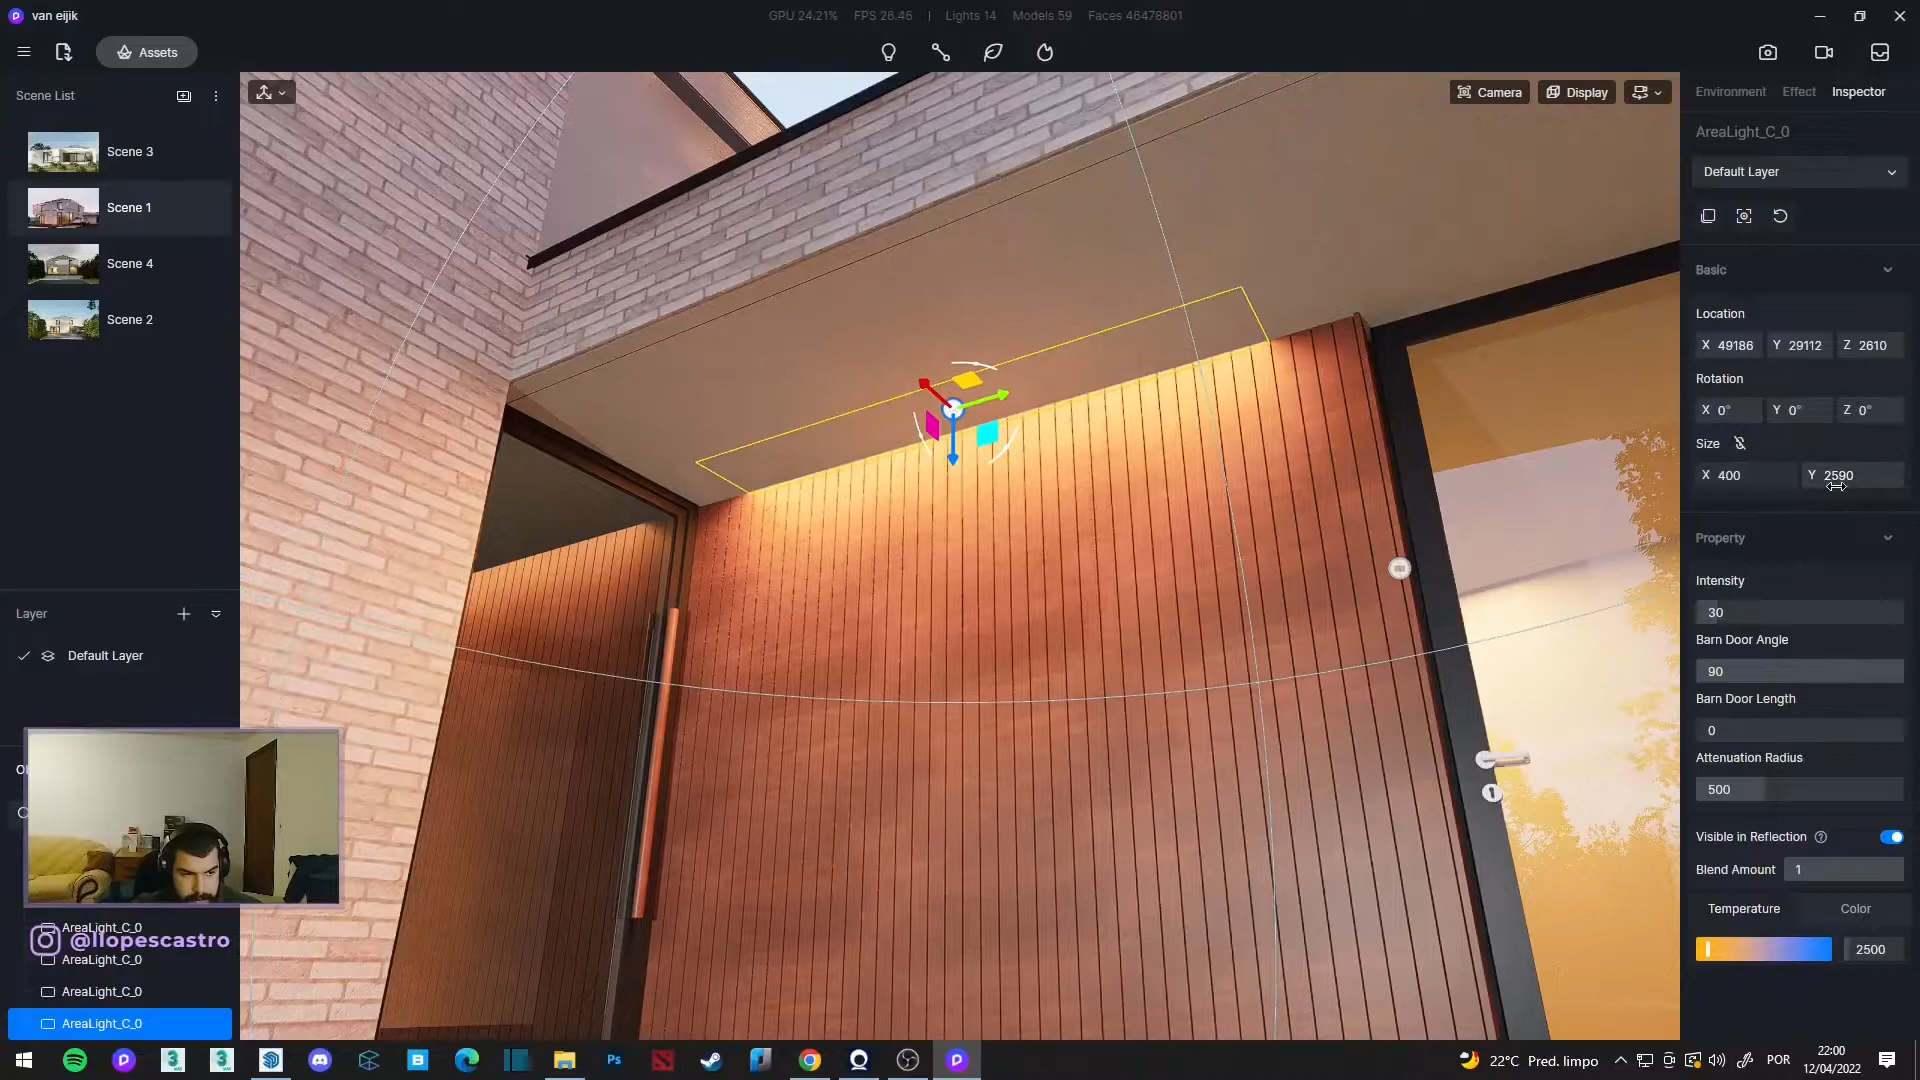 van eijik
GPU 24.21% FPS 26.46 | Lights 14 Models 59 Faces 46478801
Assets
Scene List
Scene 3
Scene 1
Scene 4
Scene 2
Layer
Default Layer
AreaLight_C_0
@llopescastro
AreaLight_C_0
AreaLight_C_0
AreaLight_C_0
Camera
Display
Environment Effect Inspector
AreaLight_C_0
Default Layer
Basic
Location
X 49186 Y 29112 Z 2610
Rotation
X 0° Y 0° Z 0°
Size
X 400 Y 2590
Property
Intensity
30
Barn Door Angle
90
Barn Door Length
0
Attenuation Radius
500
Visible in Reflection ?
Blend Amount 1
Temperature Color
2500
Ps
22°C Pred. limpo
POR
22:00
12/04/2022